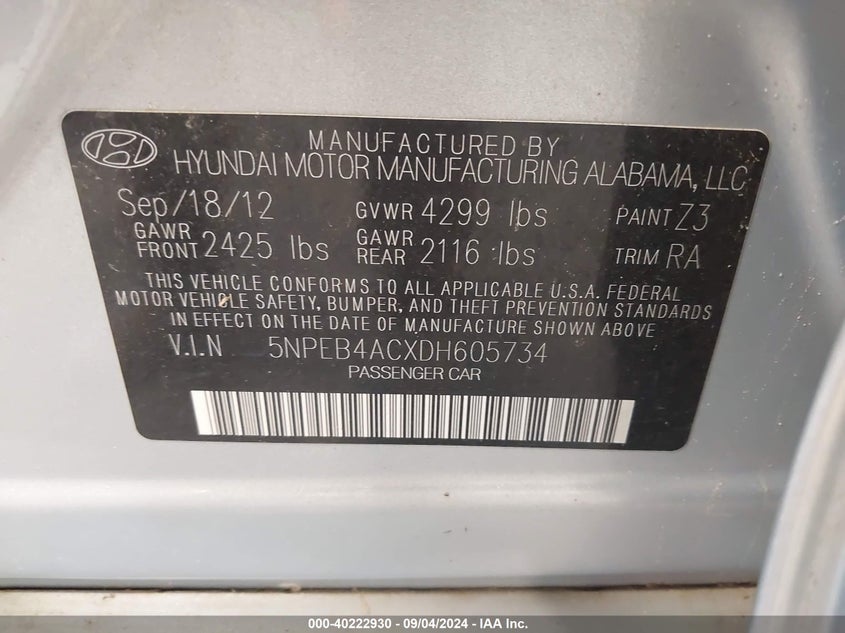 MANUFACTURED BY
HYUNDAI MOTOR MANUFACTURING ALABAMA, LLC
Sep/18/12 GVWR 4299 lbs PAINT Z3
GAWR FRONT 2425 lbs GAWR REAR 2116 lbs TRIM RA
THIS VEHICLE CONFORMS TO ALL APPLICABLE U.S.A. FEDERAL
MOTOR VEHICLE SAFETY, BUMPER, AND THEFT PREVENTION STANDARDS
IN EFFECT ON THE DATE OF MANUFACTURE SHOWN ABOVE
V.I.N 5NPEB4ACXDH605734
PASSENGER CAR
000-40222930 - 09/04/2024 - IAA Inc.